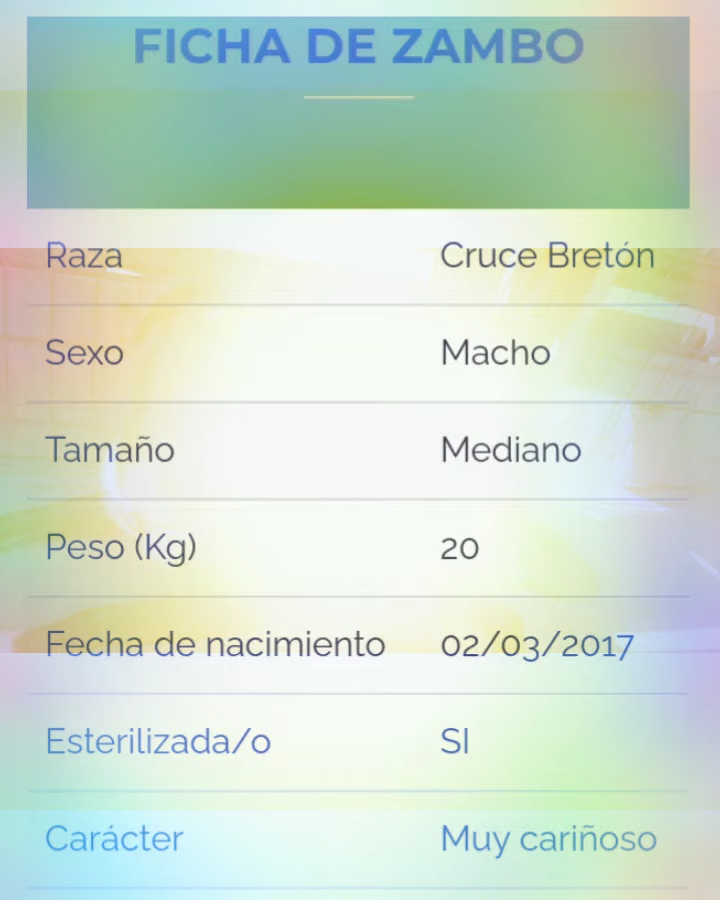 FICHA DE ZAMBO
Raza Cruce Bretón
Sexo Macho
Tamaño Mediano
Peso (Kg) 20
Fecha de nacimiento 02/03/2017
Esterilizada/o SI
Carácter Muy cariñoso